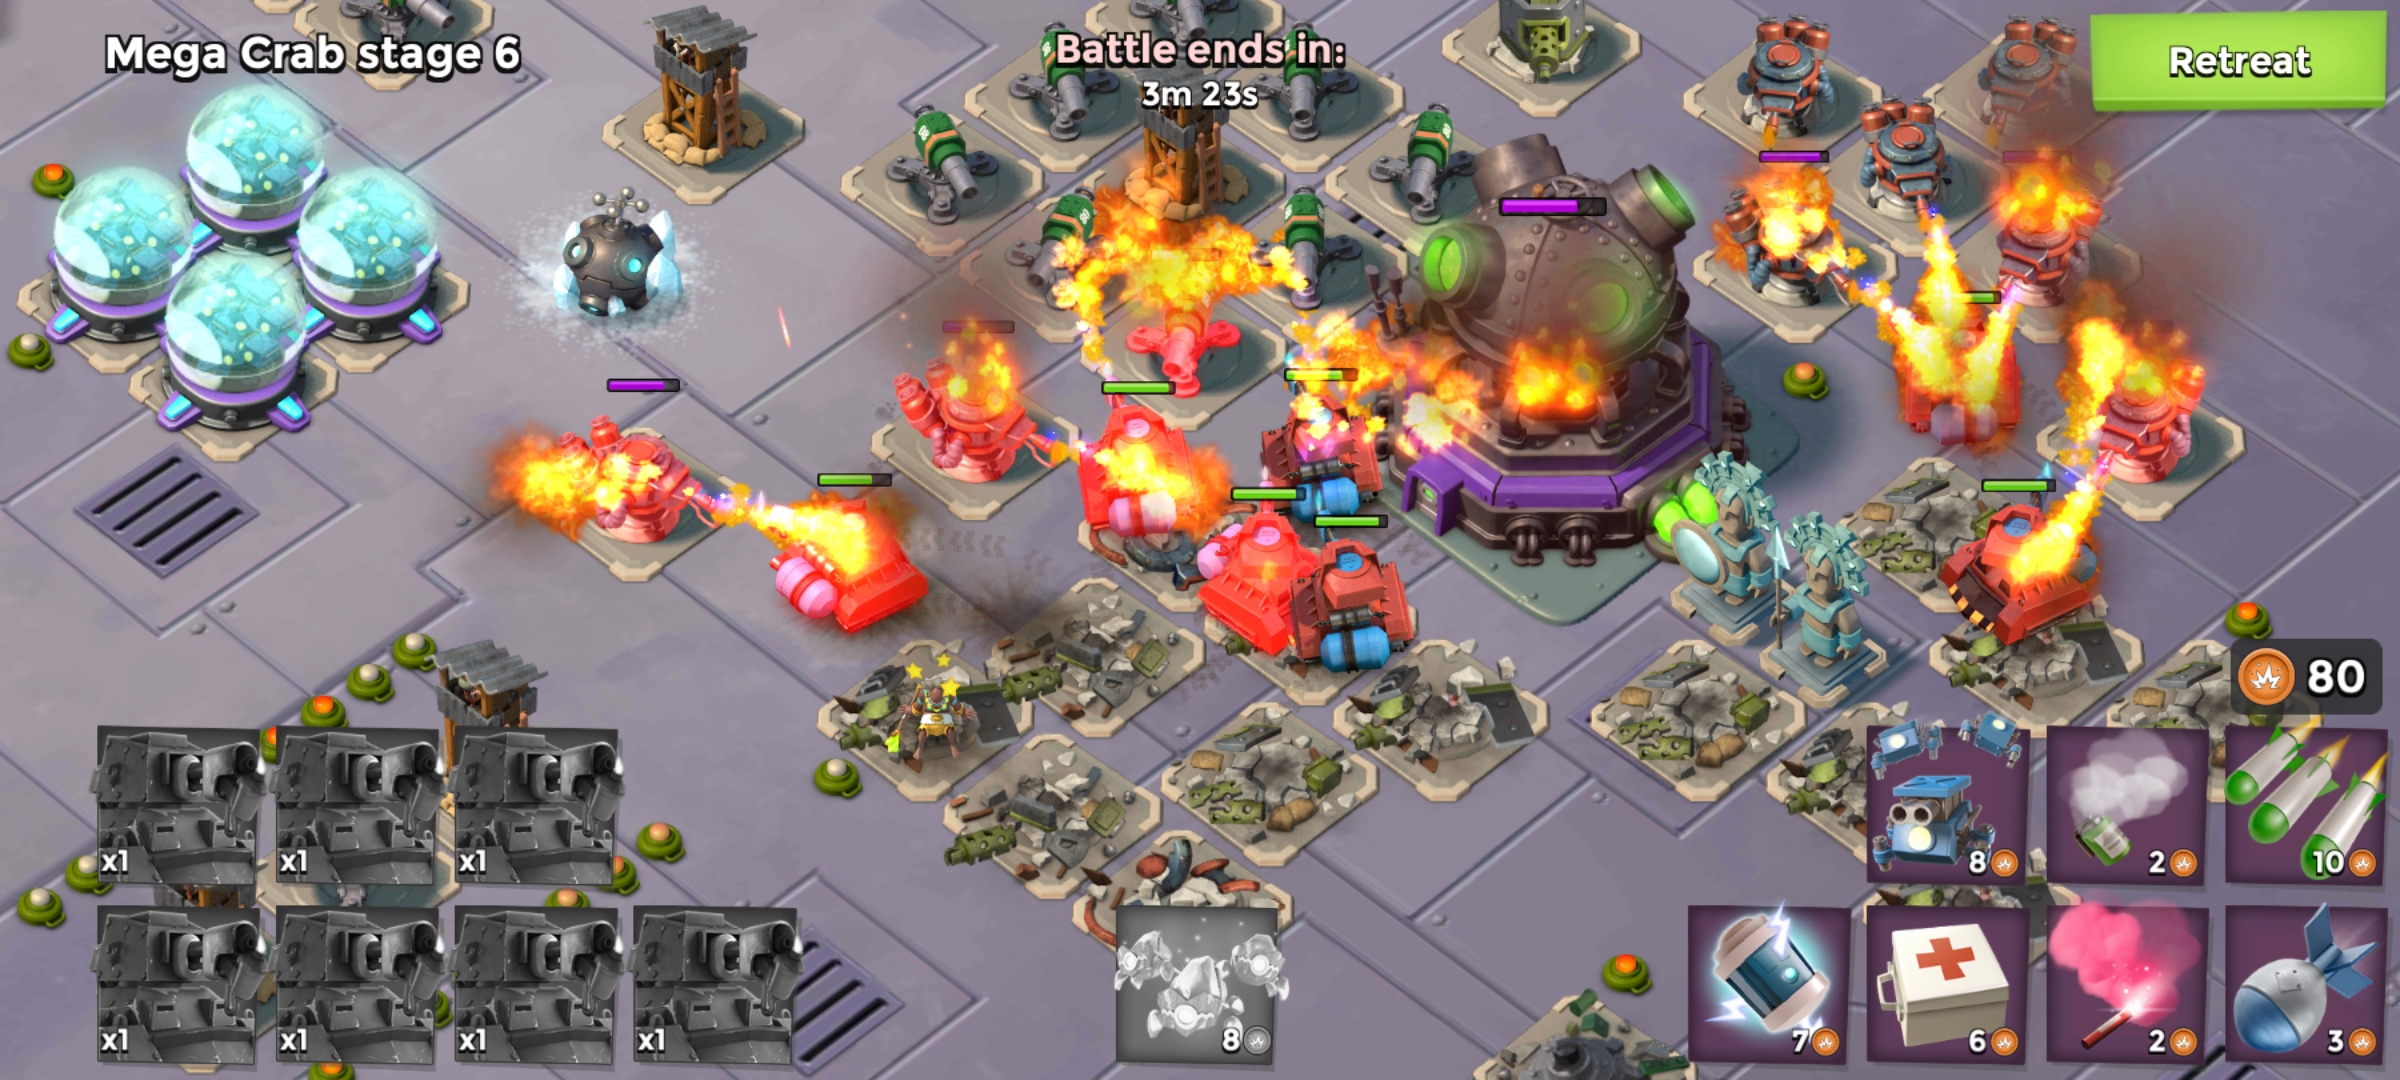 Mega Crab stage 6
Battle ends in:
3m 23s
Retreat
80
x1
x1
x1
8
2
10
x1
x1
x1
x1
8
7
6
2
3